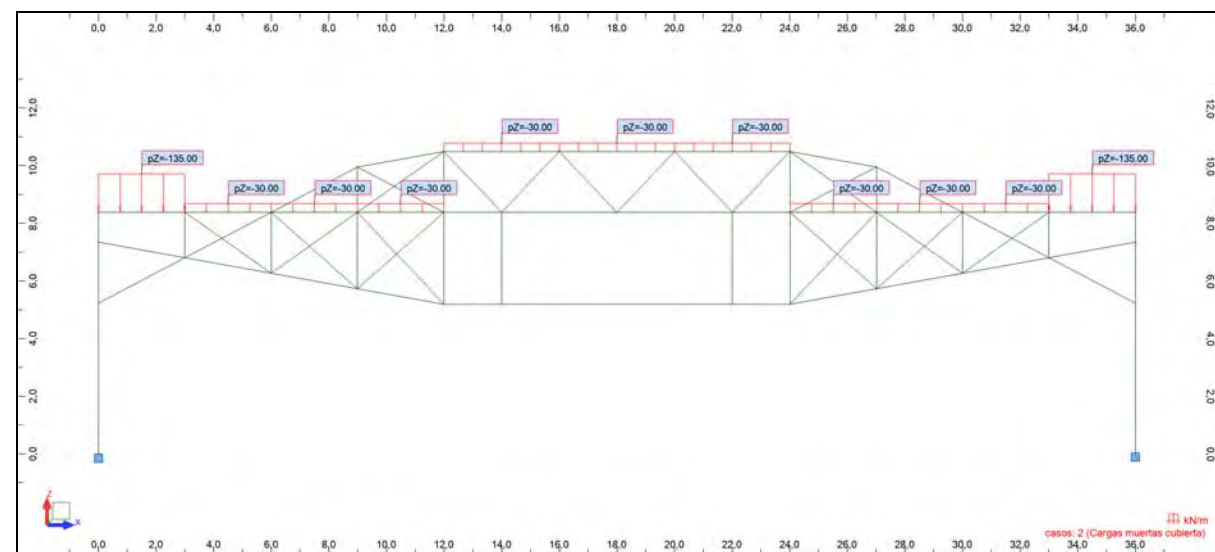 0,0 2,0 4,0 6,0 8,0 10,0 12,0 14,0 16,0 18,0 20,0 22,0 24,0 26,0 28,0 30,0 32,0 34,0 36,0
12,0 12,0
pZ=-30.00 pZ=-30.00 pZ=-30.00
pZ=-135.00 pZ=-135.00
10,0 10,0
pZ=-30.00 pZ=-30.00 pZ=-30.00 pZ=-30.00 pZ=-30.00 pZ=-30.00
8,0 8,0
6,0 6,0
4,0 4,0
2,0 2,0
0,0 0,0
Z
X
kN/m
casos: 2 (Cargas muertas cubierta)
0,0 2,0 4,0 6,0 8,0 10,0 12,0 14,0 16,0 18,0 20,0 22,0 24,0 26,0 28,0 30,0 32,0 34,0 36,0